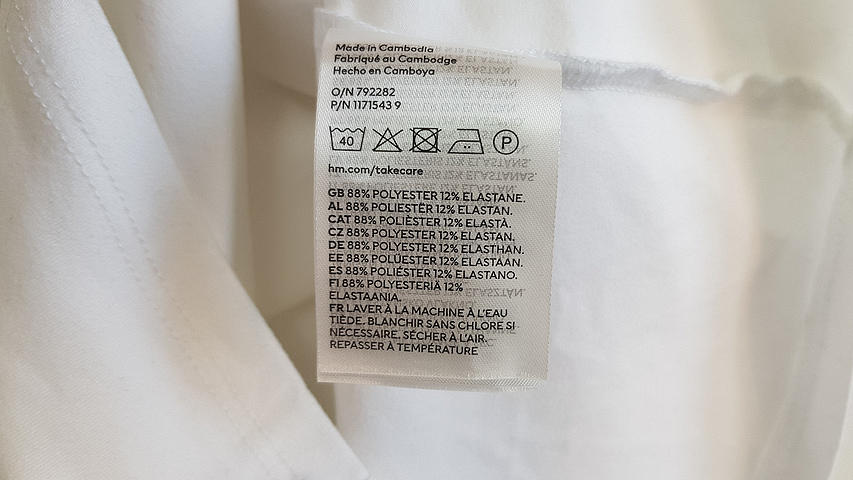 Made in Cambodia
Fabriqué au Cambodge
Hecho en Camboya
O/N 792282
P/N 1171543 9
40
P
hm.com/takecare
GB 88% POLYESTER 12% ELASTANE.
AL 88% POLIESTËR 12% ELASTAN.
CAT 88% POLIÈSTER 12% ELASTÀ.
CZ 88% POLYESTER 12% ELASTAN.
DE 88% POLYESTER 12% ELASTHAN.
EE 88% POLÜESTER 12% ELASTAAN.
ES 88% POLIÉSTER 12% ELASTANO.
FI 88% POLYESTERIÄ 12%
ELASTAANIA.
FR LAVER À LA MACHINE À L'EAU
TIÈDE. BLANCHIR SANS CHLORE SI
NÉCESSAIRE. SÉCHER À L'AIR.
REPASSER À TEMPÉRATURE